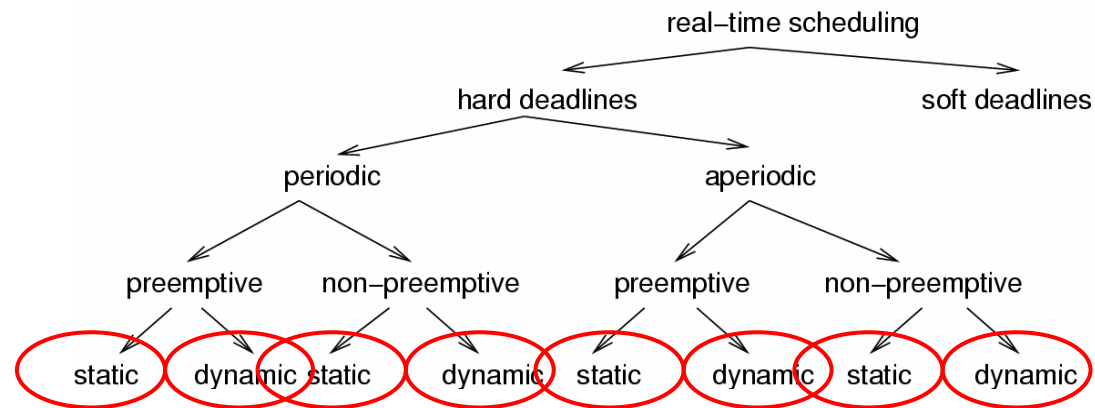 real−time scheduling
hard deadlines soft deadlines
periodic aperiodic
preemptive non−preemptive preemptive non−preemptive
static dynamic static dynamic static dynamic static dynamic